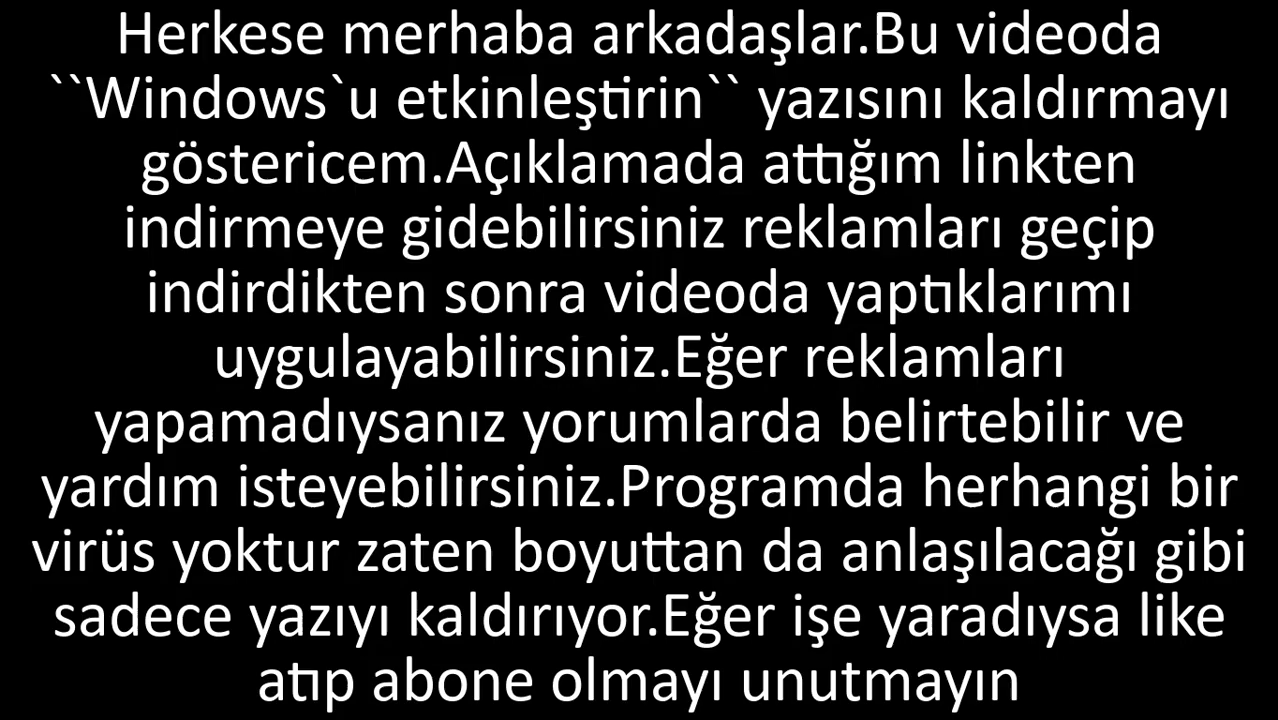 Herkese merhaba arkadaşlar.Bu videoda
``Windows`u etkinleştirin`` yazısını kaldırmayı
göstericem.Açıklamada attığım linkten
indirmeye gidebilirsiniz reklamları geçip
indirdikten sonra videoda yaptıklarımı
uygulayabilirsiniz.Eğer reklamları
yapamadıysanız yorumlarda belirtebilir ve
yardım isteyebilirsiniz.Programda herhangi bir
virüs yoktur zaten boyuttan da anlaşılacağı gibi
sadece yazıyı kaldırıyor.Eğer işe yaradıysa like
atıp abone olmayı unutmayın